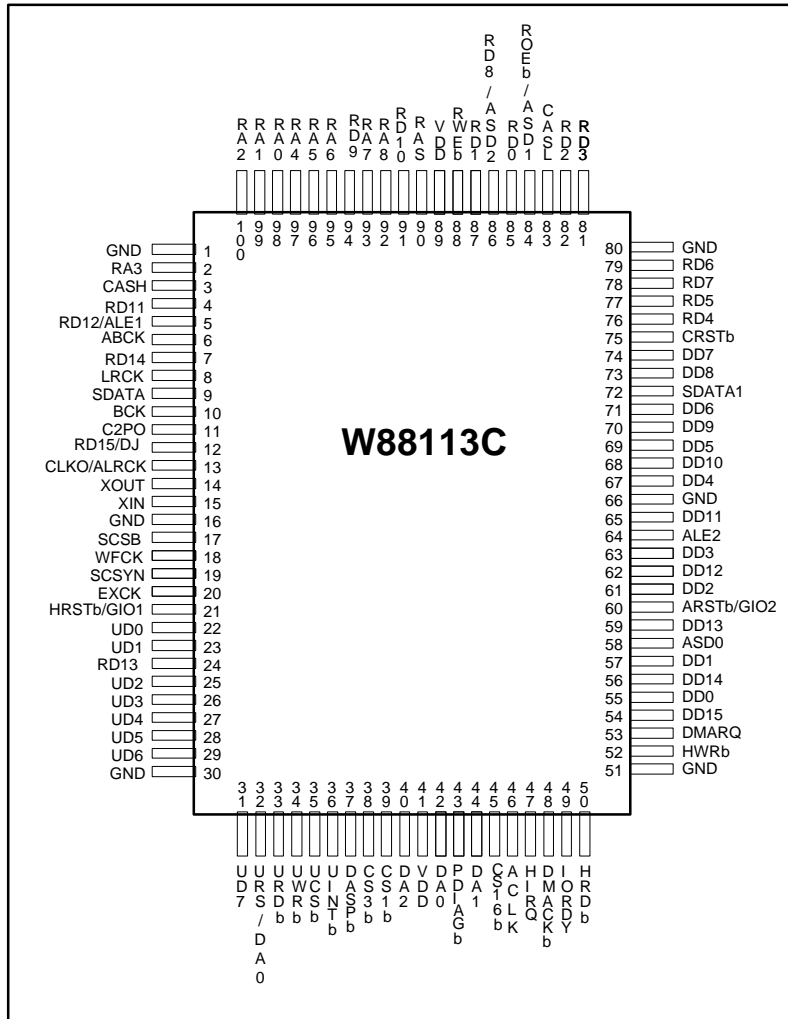 RA2
RA1
RA0
RA4
RA5
RA6
RD9
RA7
RA8
RD10
RAS
VDD
RWEb
RD1
RD8/ASD2
RD0
ROEb/ASD1
CASL
RD2
RD3
100
99
98
97
96
95
94
93
92
91
90
89
88
87
86
85
84
83
82
81
GND 1
RA3 2
CASH 3
RD11 4
RD12/ALE1 5
ABCK 6
RD14 7
LRCK 8
SDATA 9
BCK 10
C2PO 11
RD15/DJ 12
CLKO/ALRCK 13
XOUT 14
XIN 15
GND 16
SCSB 17
WFCK 18
SCSYN 19
EXCK 20
HRSTb/GIO1 21
UD0 22
UD1 23
RD13 24
UD2 25
UD3 26
UD4 27
UD5 28
UD6 29
GND 30
W88113C
80 GND
79 RD6
78 RD7
77 RD5
76 RD4
75 CRSTb
74 DD7
73 DD8
72 SDATA1
71 DD6
70 DD9
69 DD5
68 DD10
67 DD4
66 GND
65 DD11
64 ALE2
63 DD3
62 DD12
61 DD2
60 ARSTb/GIO2
59 DD13
58 ASD0
57 DD1
56 DD14
55 DD0
54 DD15
53 DMARQ
52 HWRb
51 GND
31
32
33
34
35
36
37
38
39
40
41
42
43
44
45
46
47
48
49
50
UD7
URS/DA0
URDb
UWRb
UCSb
UINTb
DASPb
CS3b
CS1b
DA2
VDD
DA0
PDIAGb
DA1
CS16b
ACLK
HIRQ
DMACKb
IORDY
HRDb